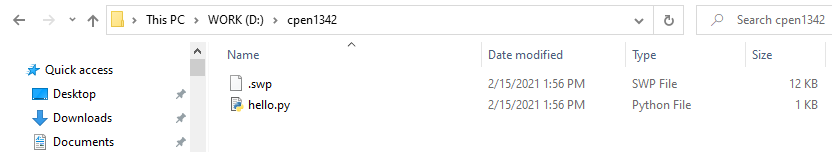 This PC > WORK (D:) > cpen1342
Search cpen1342
Name Date modified Type Size
Quick access
.swp 2/15/2021 1:56 PM SWP File 12 KB
Desktop
hello.py 2/15/2021 1:56 PM Python File 1 KB
Downloads
Documents